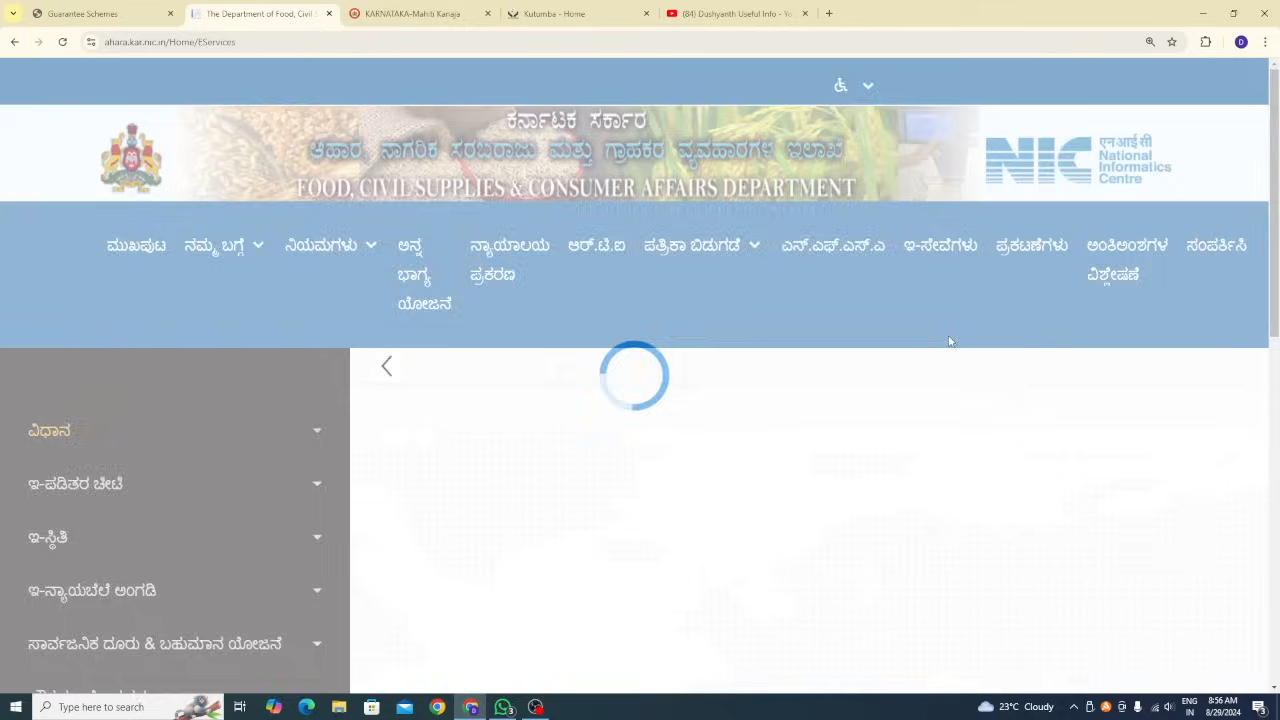 Somashekar
The Department of Food, Civil S
KARNATAKA-Mahiti Kanaja
Kutumba - Home
(84) Dushyanth Useful Info - Yo
ahara.kar.nic.in/Home/EServices
ಕರ್ನಾಟಕ ಸರ್ಕಾರ
ಆಹಾರ, ನಾಗರಿಕ ಸರಬರಾಜು ಮತ್ತು ಗ್ರಾಹಕರ ವ್ಯವಹಾರಗಳ ಇಲಾಖೆ
FOOD, CIVIL SUPPLIES & CONSUMER AFFAIRS DEPARTMENT
NIC
एन आई सी
National
Informatics
Centre
ಮುಖಪುಟ ನಮ್ಮ ಬಗ್ಗೆ ನಿಯಮಗಳು ಅನ್ನ ನ್ಯಾಯಾಲಯ ಆರ್.ಟಿ.ಐ ಪತ್ರಿಕಾ ಬಿಡುಗಡೆ ಎನ್.ಎಫ್.ಎಸ್.ಎ ಇ-ಸೇವೆಗಳು ಪ್ರಕಟಣೆಗಳು ಅಂಕಿಅಂಶಗಳ ಸಂಪರ್ಕಿಸಿ
ಭಾಗ್ಯ ಪ್ರಕರಣ ವಿಶ್ಲೇಷಣೆ
ಯೋಜನೆ
ವಿಧಾನ
ಇ-ಪಡಿತರ ಚೀಟಿ
ಇ-ಸ್ಥಿತಿ
ಇ-ನ್ಯಾಯಬೆಲೆ ಅಂಗಡಿ
ಸಾರ್ವಜನಿಕ ದೂರು & ಬಹುಮಾನ ಯೋಜನೆ
Type here to search
23°C Cloudy
ENG
IN
8:56 AM
8/29/2024